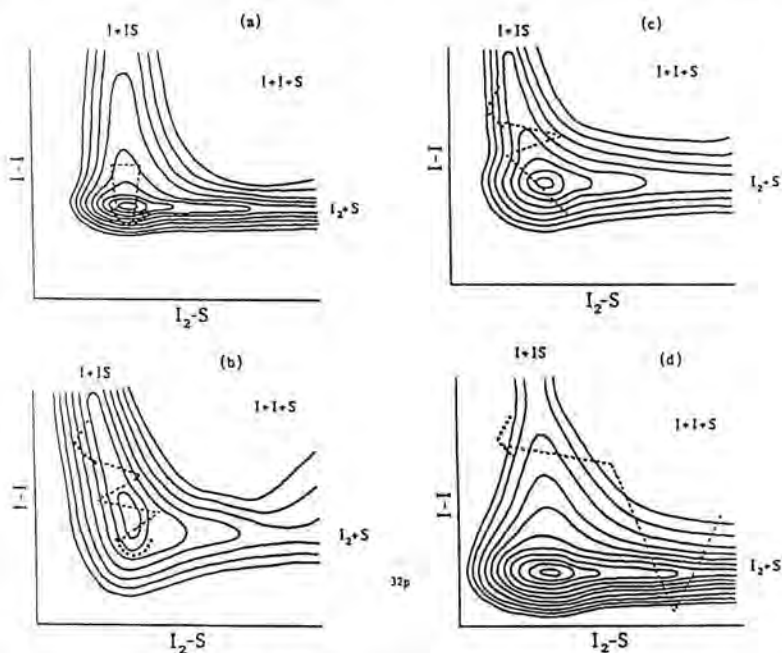 (a)
I+IS
I+I+S
I-I
I₂+S
I₂-S
(c)
I+IS
I+I+S
I-I
I₂+S
I₂-S
(b)
I+IS
I+I+S
I-I
I₂+S
I₂-S
32p
(d)
I+IS
I+I+S
I-I
I₂+S
I₂-S